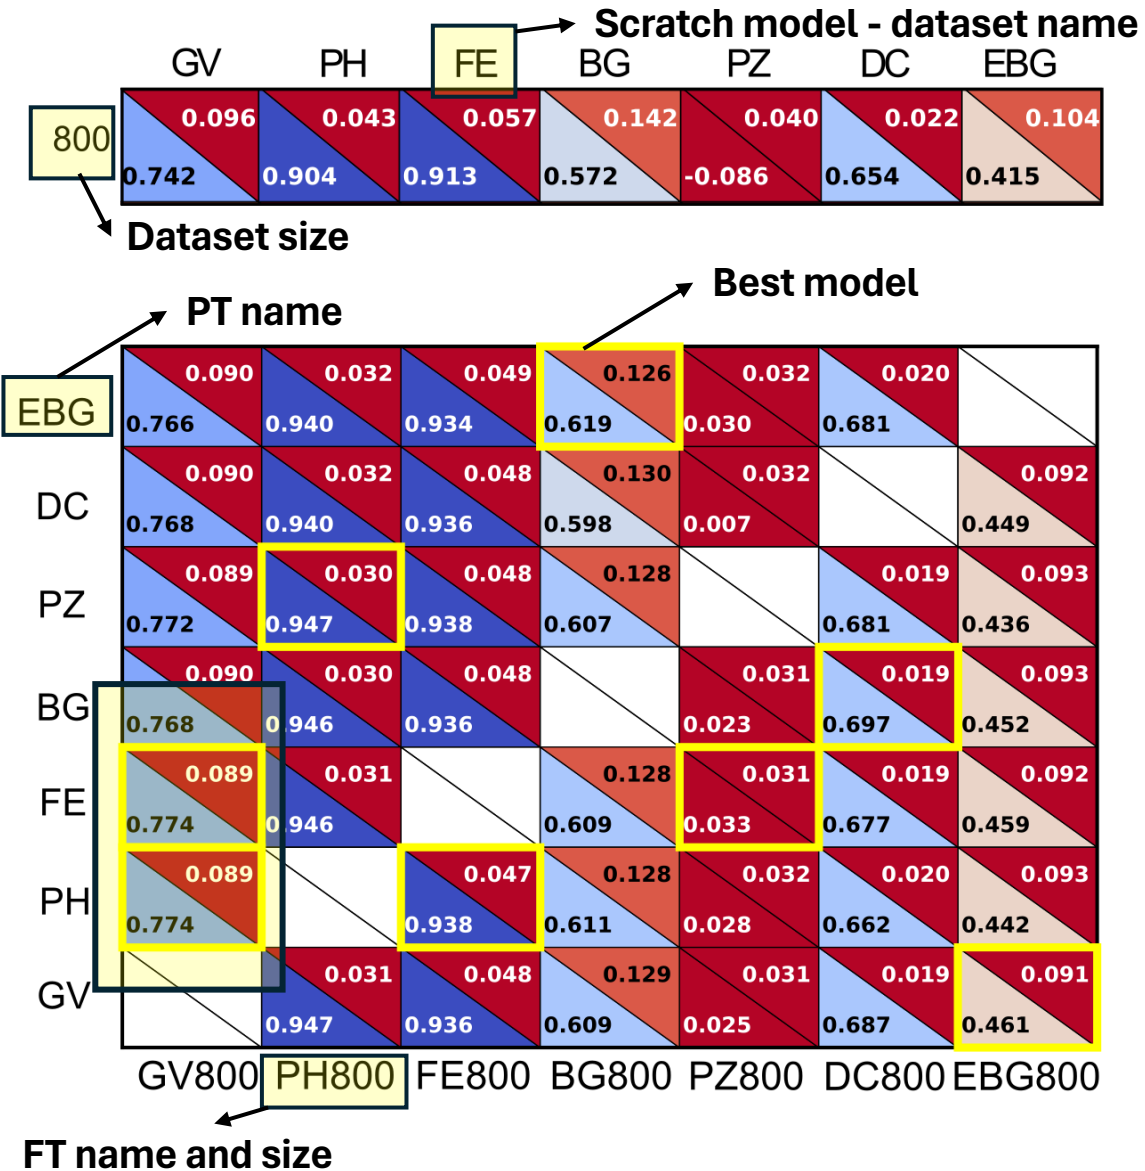 Scratch model - dataset name
GV PH FE BG PZ DC EBG
0.096 0.043 0.057 0.142 0.040 0.022 0.104
800
0.742 0.904 0.913 0.572 -0.086 0.654 0.415
Dataset size
Best model
PT name
0.090 0.032 0.049 0.126 0.032 0.020
EBG
0.766 0.940 0.934 0.619 0.030 0.681
0.090 0.032 0.048 0.130 0.032 0.092
DC
0.768 0.940 0.936 0.598 0.007 0.449
0.089 0.030 0.048 0.128 0.019 0.093
PZ
0.772 0.947 0.938 0.607 0.681 0.436
0.090 0.030 0.048 0.031 0.019 0.093
BG
0.768 0.946 0.936 0.023 0.697 0.452
0.089 0.031 0.128 0.031 0.019 0.092
FE
0.774 0.946 0.609 0.033 0.677 0.459
0.089 0.047 0.128 0.032 0.020 0.093
PH
0.774 0.938 0.611 0.028 0.662 0.442
0.031 0.048 0.129 0.031 0.019 0.091
GV
0.947 0.936 0.609 0.025 0.687 0.461
GV800 PH800 FE800 BG800 PZ800 DC800 EBG800
FT name and size